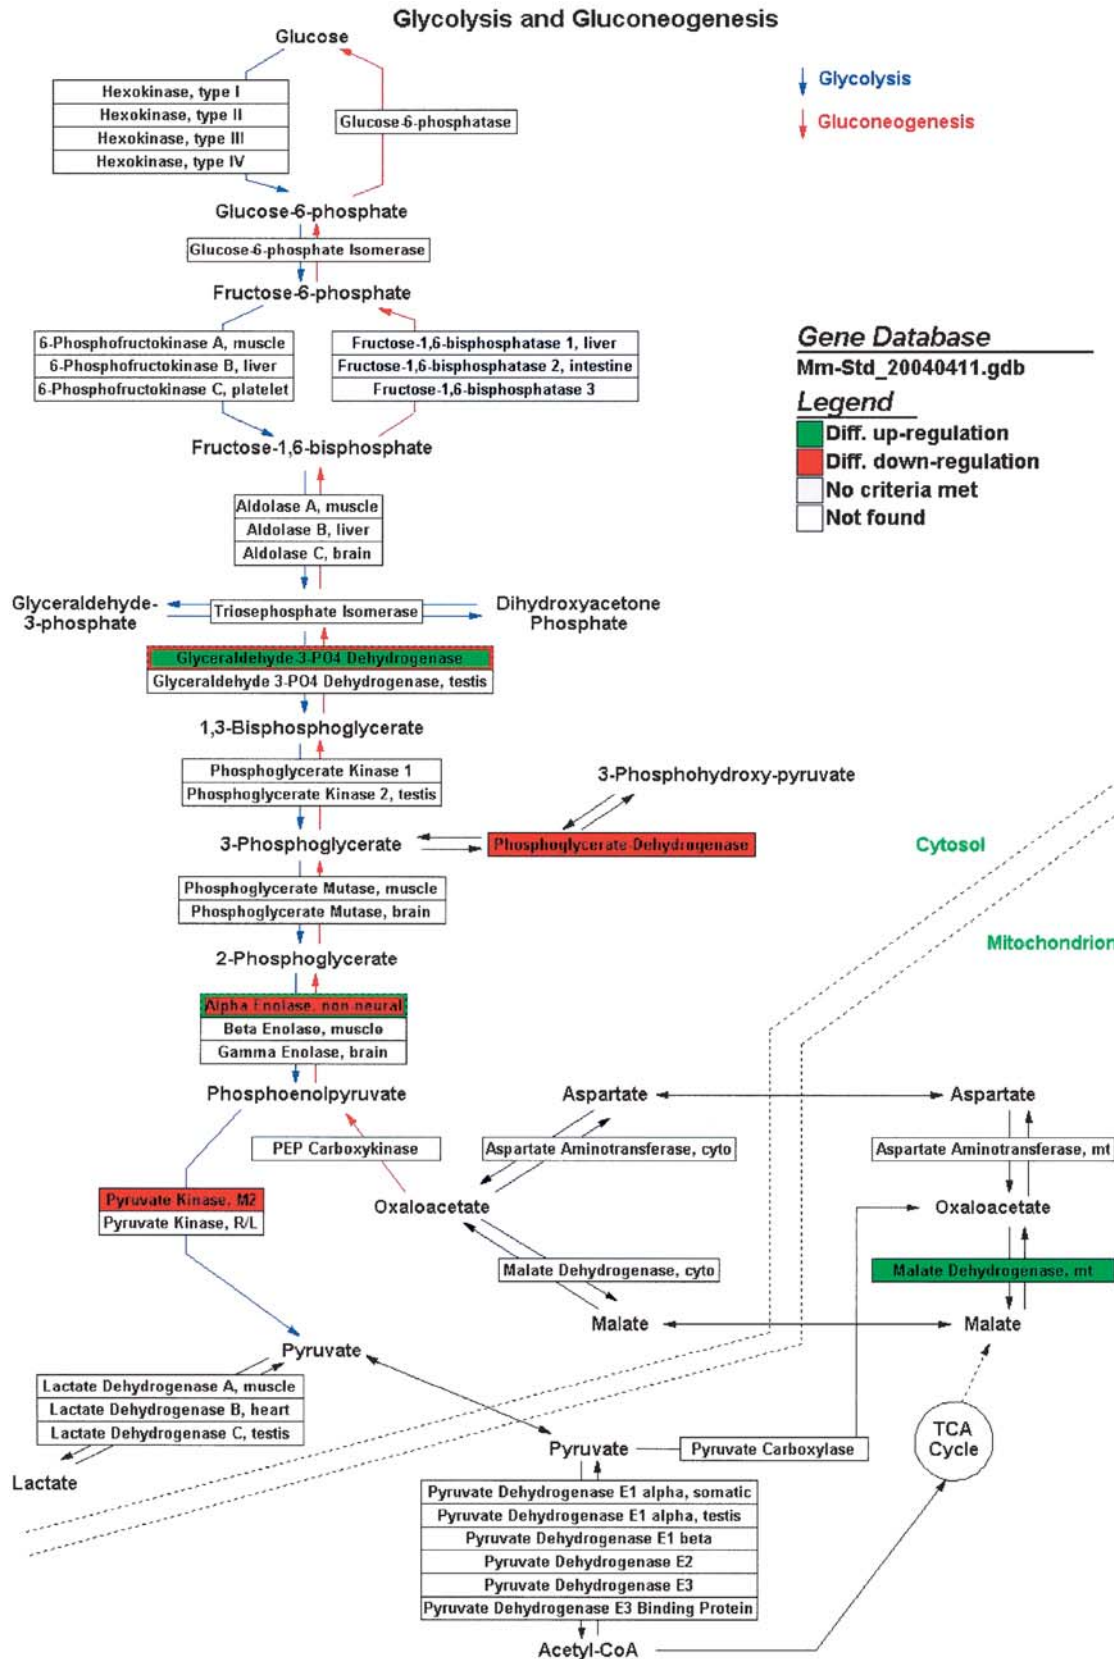 Glycolysis and Gluconeogenesis
Glucose
Glycolysis
Gluconeogenesis
Hexokinase, type I
Hexokinase, type II
Hexokinase, type III
Hexokinase, type IV
Glucose-6-phosphatase
Glucose-6-phosphate
Glucose-6-phosphate Isomerase
Fructose-6-phosphate
6-Phosphofructokinase A, muscle
6-Phosphofructokinase B, liver
6-Phosphofructokinase C, platelet
Fructose-1,6-bisphosphatase 1, liver
Fructose-1,6-bisphosphatase 2, intestine
Fructose-1,6-bisphosphatase 3
Gene Database
Mm-Std_20040411.gdb
Legend
Diff. up-regulation
Diff. down-regulation
No criteria met
Not found
Fructose-1,6-bisphosphate
Aldolase A, muscle
Aldolase B, liver
Aldolase C, brain
Glyceraldehyde-
3-phosphate
Triosephosphate Isomerase
Dihydroxyacetone
Phosphate
Glyceraldehyde 3-PO4 Dehydrogenase
Glyceraldehyde 3-PO4 Dehydrogenase, testis
1,3-Bisphosphoglycerate
Phosphoglycerate Kinase 1
Phosphoglycerate Kinase 2, testis
3-Phosphohydroxy-pyruvate
3-Phosphoglycerate
Phosphoglycerate-Dehydrogenase
Cytosol
Mitochondrion
Phosphoglycerate Mutase, muscle
Phosphoglycerate Mutase, brain
2-Phosphoglycerate
Alpha Enolase, non-neural
Beta Enolase, muscle
Gamma Enolase, brain
Phosphoenolpyruvate
Aspartate
Aspartate
PEP Carboxykinase
Aspartate Aminotransferase, cyto
Aspartate Aminotransferase, mt
Pyruvate Kinase, M2
Pyruvate Kinase, R/L
Oxaloacetate
Oxaloacetate
Malate Dehydrogenase, cyto
Malate Dehydrogenase, mt
Malate
Malate
Pyruvate
Lactate Dehydrogenase A, muscle
Lactate Dehydrogenase B, heart
Lactate Dehydrogenase C, testis
Lactate
Pyruvate
Pyruvate Carboxylase
TCA
Cycle
Pyruvate Dehydrogenase E1 alpha, somatic
Pyruvate Dehydrogenase E1 alpha, testis
Pyruvate Dehydrogenase E1 beta
Pyruvate Dehydrogenase E2
Pyruvate Dehydrogenase E3
Pyruvate Dehydrogenase E3 Binding Protein
Acetyl-CoA